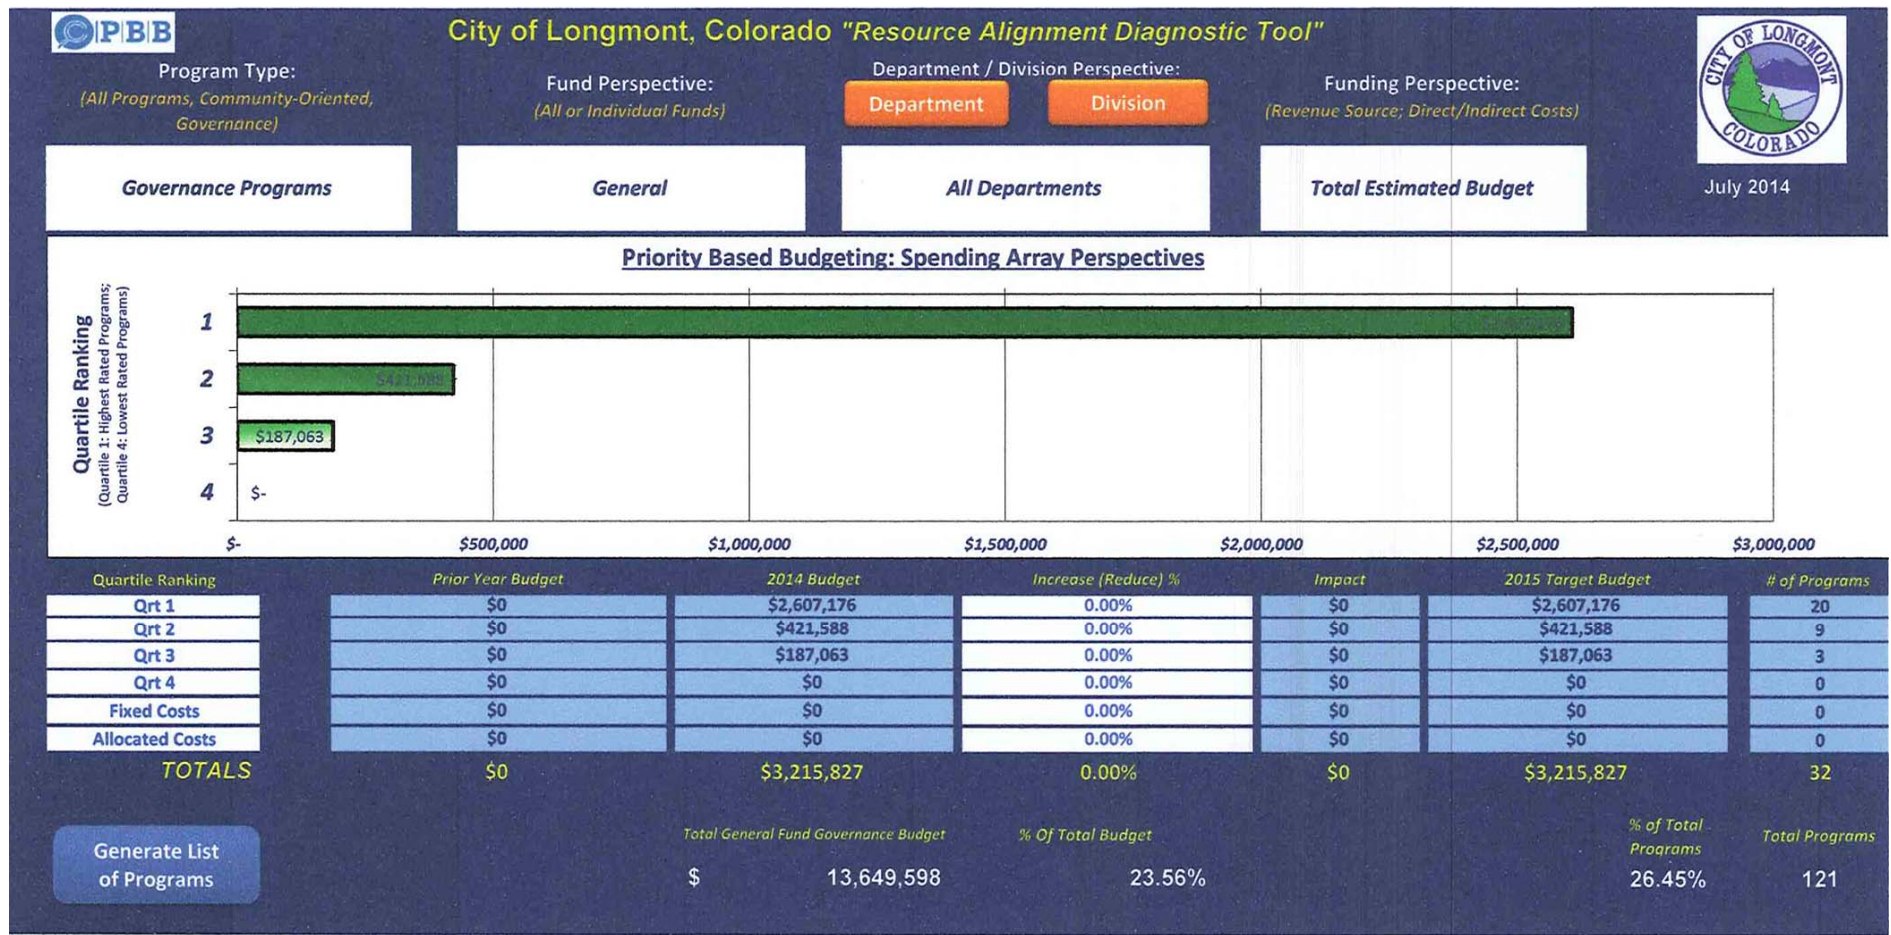 PBB
City of Longmont, Colorado "Resource Alignment Diagnostic Tool"
CITY OF LONGMONT
COLORADO
Program Type:
(All Programs, Community-Oriented,
Governance)
Fund Perspective:
(All or Individual Funds)
Department / Division Perspective:
Department
Division
Funding Perspective:
(Revenue Source; Direct/Indirect Costs)
Governance Programs
General
All Departments
Total Estimated Budget
July 2014
Priority Based Budgeting: Spending Array Perspectives
Quartile Ranking
(Quartile 1: Highest Rated Programs;
Quartile 4: Lowest Rated Programs)
1
2 $421,588
3 $187,063
4 $-
$- $500,000 $1,000,000 $1,500,000 $2,000,000 $2,500,000 $3,000,000
Quartile Ranking Prior Year Budget 2014 Budget Increase (Reduce) % Impact 2015 Target Budget # of Programs
Qrt 1 $0 $2,607,176 0.00% $0 $2,607,176 20
Qrt 2 $0 $421,588 0.00% $0 $421,588 9
Qrt 3 $0 $187,063 0.00% $0 $187,063 3
Qrt 4 $0 $0 0.00% $0 $0 0
Fixed Costs $0 $0 0.00% $0 $0 0
Allocated Costs $0 $0 0.00% $0 $0 0
TOTALS $0 $3,215,827 0.00% $0 $3,215,827 32
Generate List
of Programs
Total General Fund Governance Budget % Of Total Budget
% of Total
Programs
Total Programs
$ 13,649,598 23.56% 26.45% 121